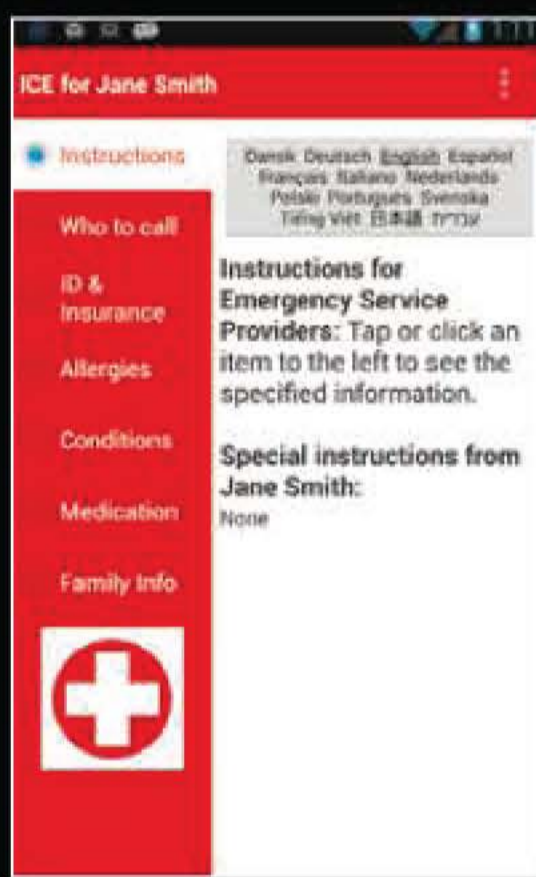 1:11
ICE for Jane Smith
Instructions
Who to call
ID &
Insurance
Allergies
Conditions
Medication
Family Info
Dansk Deutsch English Español
Français Italiano Nederlands
Polski Português Svenska
Tiếng Việt 日本語 עברית
Instructions for
Emergency Service
Providers: Tap or click an
item to the left to see the
specified information.
Special instructions from
Jane Smith:
None